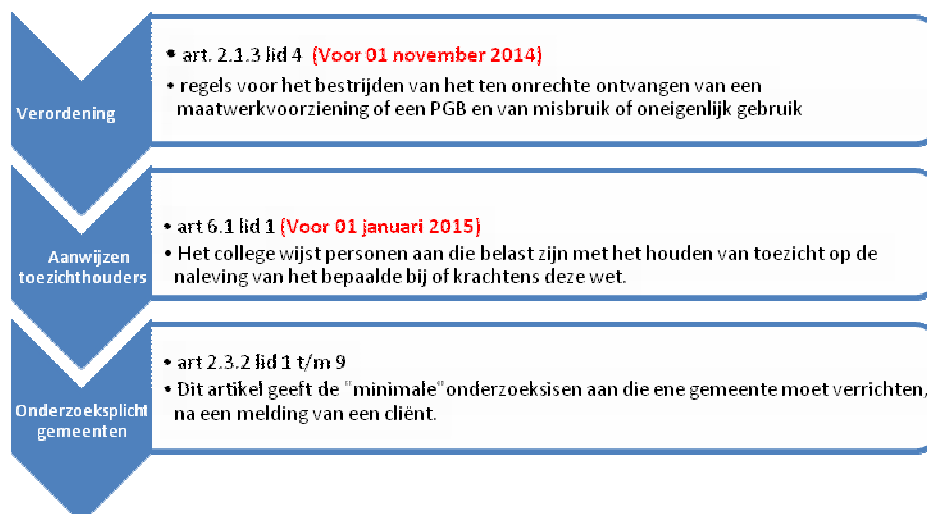 Verordening
• art. 2.1.3 lid 4 (Voor 01 november 2014)
• regels voor het bestrijden van het ten onrechte ontvangen van een
maatwerkvoorziening of een PGB en van misbruik of oneigenlijk gebruik
Aanwijzen
toezichthouders
• art 6.1 lid 1 (Voor 01 januari 2015)
• Het college wijst personen aan die belast zijn met het houden van toezicht op de
naleving van het bepaalde bij of krachtens deze wet.
Onderzoeksplicht
gemeenten
• art 2.3.2 lid 1 t/m 9
• Dit artikel geeft de "minimale" onderzoeksisen aan die ene gemeente moet verrichten,
na een melding van een cliënt.